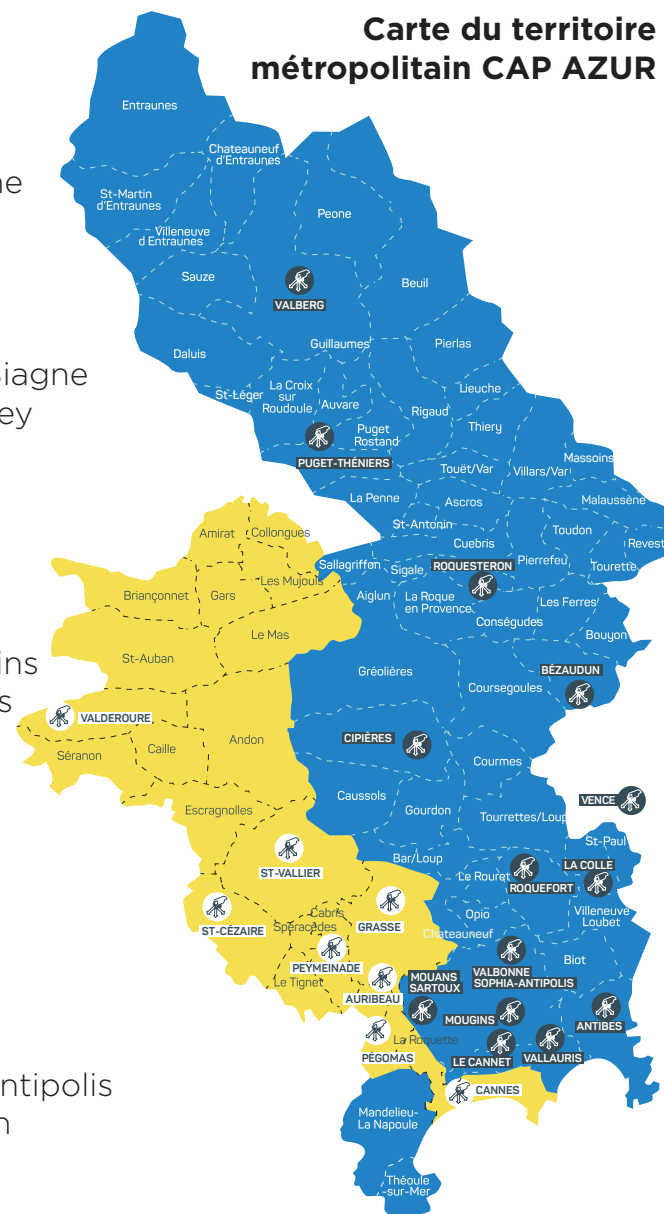 Carte du territoire
métropolitain CAP AZUR
ne
Siagne
ey
ins
s
ntipolis
n
Entraunes
Chateauneuf
d'Entraunes
St-Martin
d'Entraunes
Villeneuve
d Entraunes
Peone
Sauze
VALBERG
Beuil
Daluis
Guillaumes
Pierlas
St-Léger
La Croix
sur
Roudoule
Auvare
Lieuche
Rigaud
Thiery
Puget
Rostand
PUGET-THÉNIERS
Touët/Var
Villars/Var
Massoins
La Penne
Ascros
Malaussène
St-Antonin
Toudon
Revest
Cuebris
Amirat
Collongues
Sallagriffon
Sigale
ROQUESTERON
Pierrefeu
Tourette
Les Mujouls
Briançonnet
Gars
Aiglun
La Roque
en Provence
Les Ferres
Conségudes
Le Mas
Bouyon
St-Auban
Gréolières
Coursegoules
BÉZAUDUN
VALDEROURE
Andon
CIPIÈRES
Séranon
Caille
Courmes
Caussols
Gourdon
VENCE
Escragnolles
Tourrettes/Loup
St-Paul
Bar/Loup
LA COLLE
ST-VALLIER
Le Rouret
ROQUEFORT
Cabris
Opio
Villeneuve
Loubet
ST-CÉZAIRE
Spéracèdes
GRASSE
Chateauneuf
Biot
PEYMEINADE
MOUANS
SARTOUX
VALBONNE
SOPHIA-ANTIPOLIS
Le Tignet
AURIBEAU
MOUGINS
ANTIBES
La Roquette
PÉGOMAS
LE CANNET
VALLAURIS
CANNES
Mandelieu-
La Napoule
Théoule
-sur-Mer